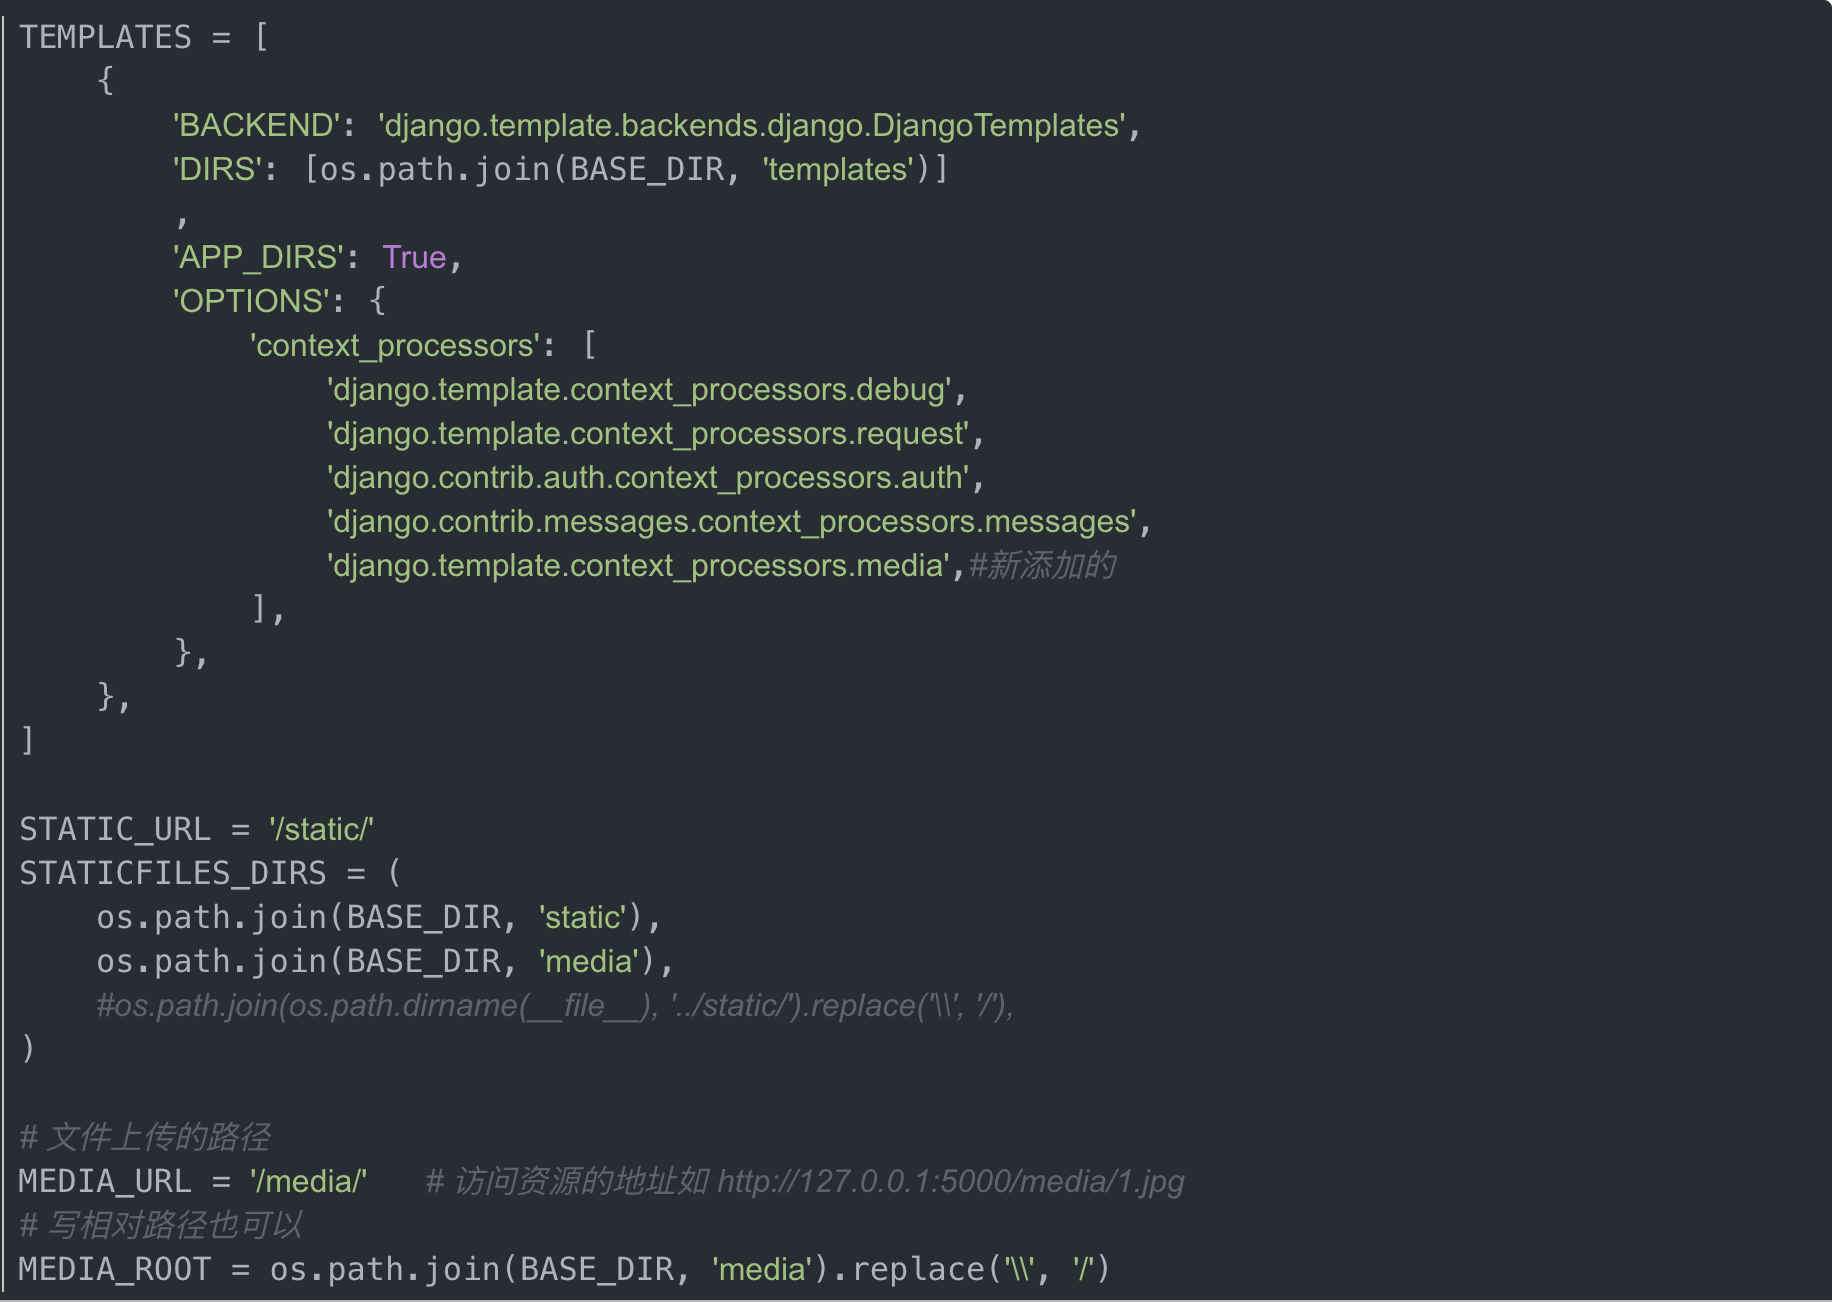 TEMPLATES = [
    {
        'BACKEND': 'django.template.backends.django.DjangoTemplates',
        'DIRS': [os.path.join(BASE_DIR, 'templates')]
        ,
        'APP_DIRS': True,
        'OPTIONS': {
            'context_processors': [
                'django.template.context_processors.debug',
                'django.template.context_processors.request',
                'django.contrib.auth.context_processors.auth',
                'django.contrib.messages.context_processors.messages',
                'django.template.context_processors.media',#新添加的
            ],
        },
    },
]

STATIC_URL = '/static/'
STATICFILES_DIRS = (
    os.path.join(BASE_DIR, 'static'),
    os.path.join(BASE_DIR, 'media'),
    #os.path.join(os.path.dirname(__file__), '../static/').replace('\\', '/'),
)

# 文件上传的路径
MEDIA_URL = '/media/'   # 访问资源的地址如 http://127.0.0.1:5000/media/1.jpg
# 写相对路径也可以
MEDIA_ROOT = os.path.join(BASE_DIR, 'media').replace('\\', '/')